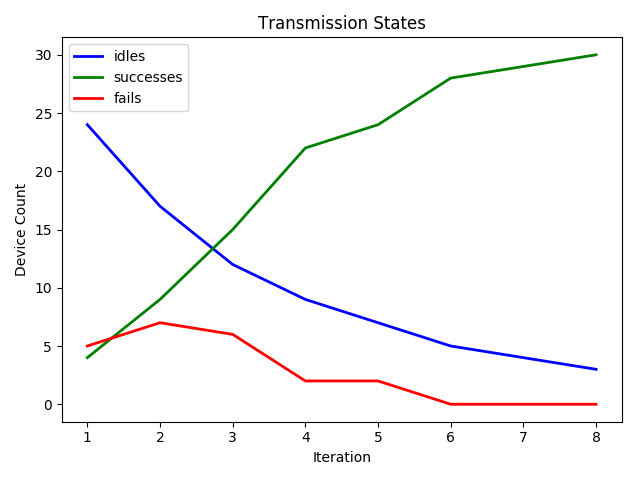 Transmission States
idles
successes
fails
Device Count
30
25
20
15
10
5
0
1 2 3 4 5 6 7 8
Iteration